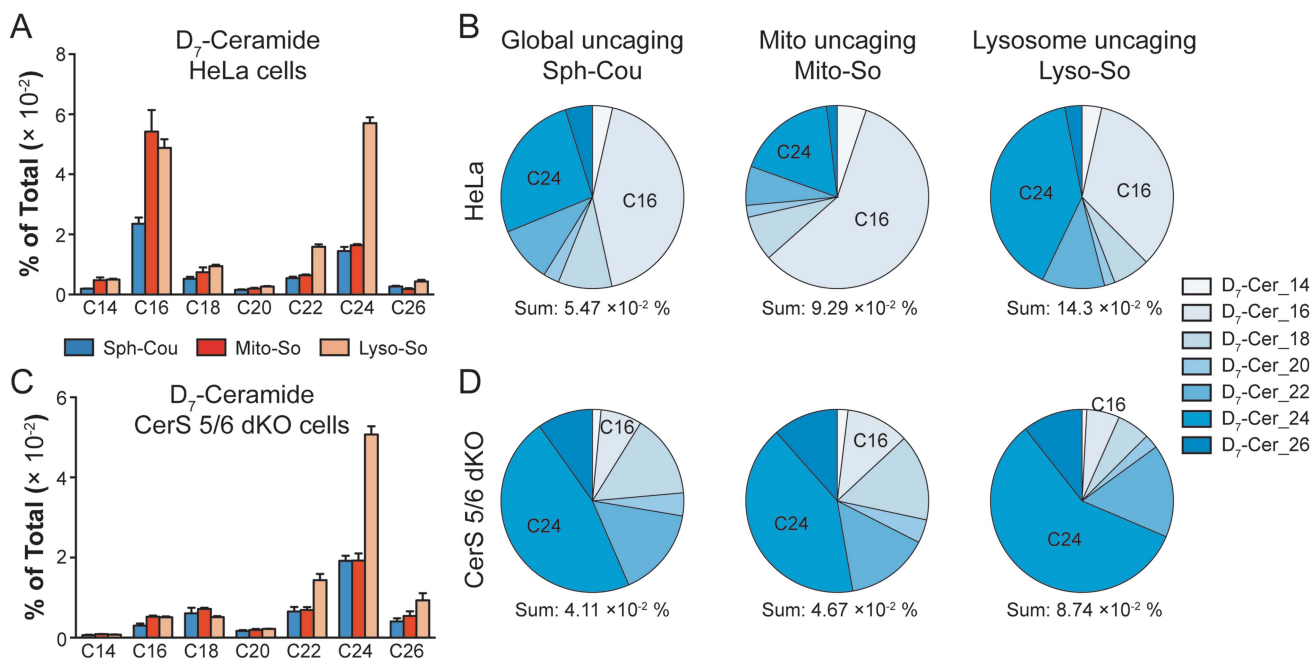 A
D₇-Ceramide
HeLa cells
% of Total (× 10⁻²)
8
6
4
2
0
C14 C16 C18 C20 C22 C24 C26
Sph-Cou Mito-So Lyso-So
B
Global uncaging
Sph-Cou
Mito uncaging
Mito-So
Lysosome uncaging
Lyso-So
HeLa
C24
C16
C24
C16
C24
C16
Sum: 5.47 ×10⁻² %
Sum: 9.29 ×10⁻² %
Sum: 14.3 ×10⁻² %
D₇-Cer_14
D₇-Cer_16
D₇-Cer_18
D₇-Cer_20
D₇-Cer_22
D₇-Cer_24
D₇-Cer_26
C
D₇-Ceramide
CerS 5/6 dKO cells
% of Total (× 10⁻²)
6
4
2
0
C14 C16 C18 C20 C22 C24 C26
D
CerS 5/6 dKO
C16
C24
C16
C24
C16
C24
Sum: 4.11 ×10⁻² %
Sum: 4.67 ×10⁻² %
Sum: 8.74 ×10⁻² %